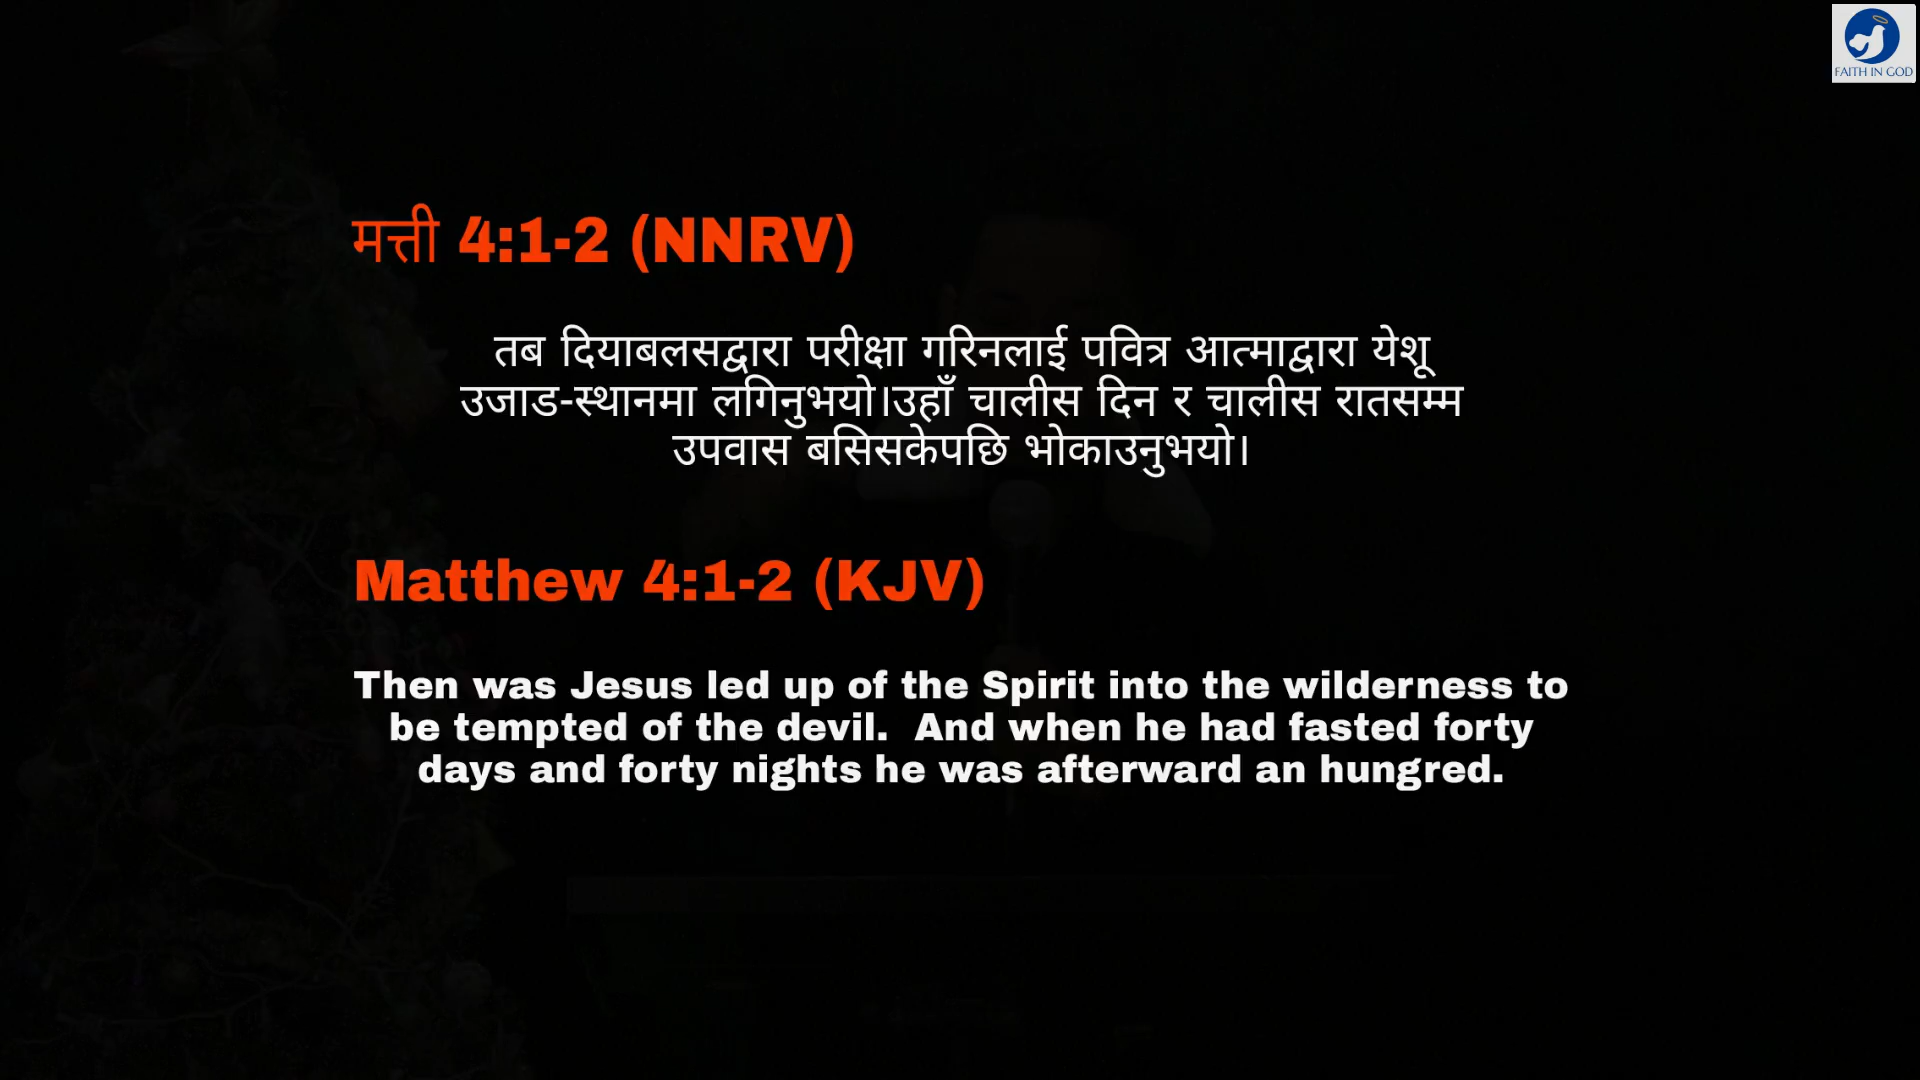 FAITH IN GOD
मत्ती 4:1-2 (NNRV)
तब दियाबलसद्वारा परीक्षा गरिनलाई पवित्र आत्माद्वारा येशू
उजाड-स्थानमा लगिनुभयो।उहाँ चालीस दिन र चालीस रातसम्म
उपवास बसिसकेपछि भोकाउनुभयो।
Matthew 4:1-2 (KJV)
Then was Jesus led up of the Spirit into the wilderness to
be tempted of the devil.  And when he had fasted forty
days and forty nights he was afterward an hungred.